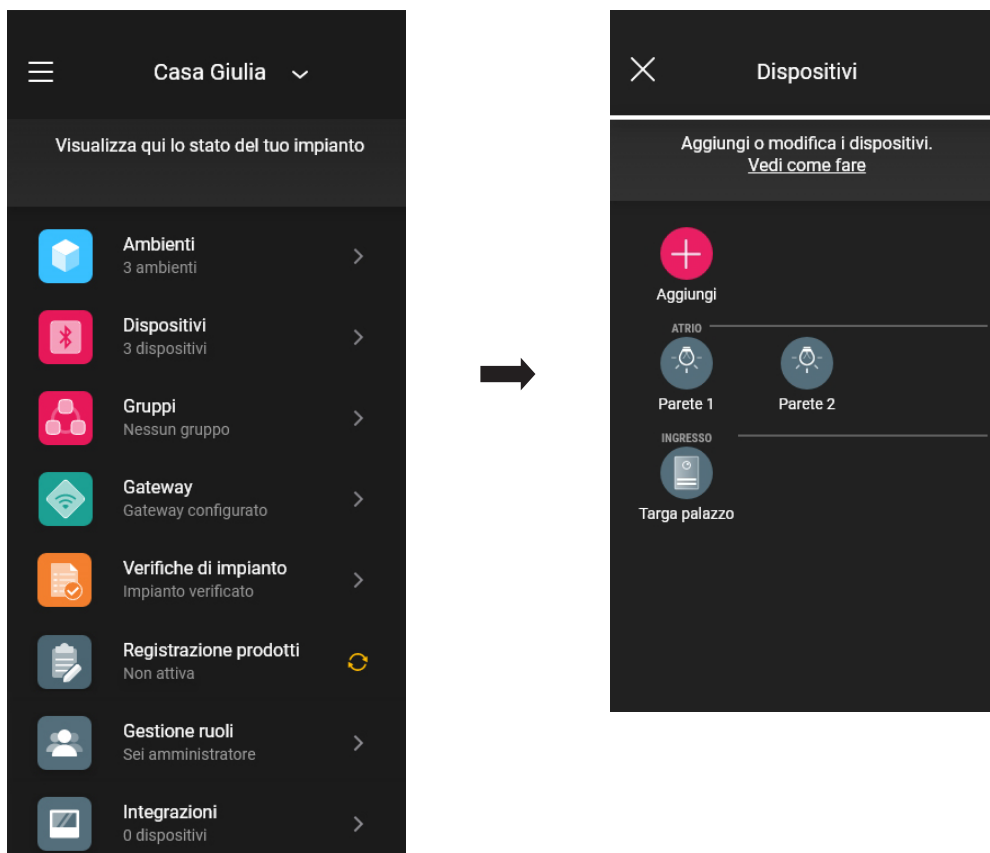 Casa Giulia
Visualizza qui lo stato del tuo impianto
Ambienti
3 ambienti
Dispositivi
3 dispositivi
Gruppi
Nessun gruppo
Gateway
Gateway configurato
Verifiche di impianto
Impianto verificato
Registrazione prodotti
Non attiva
Gestione ruoli
Sei amministratore
Integrazioni
0 dispositivi
Dispositivi
Aggiungi o modifica i dispositivi.
Vedi come fare
Aggiungi
ATRIO
Parete 1 Parete 2
INGRESSO
Targa palazzo